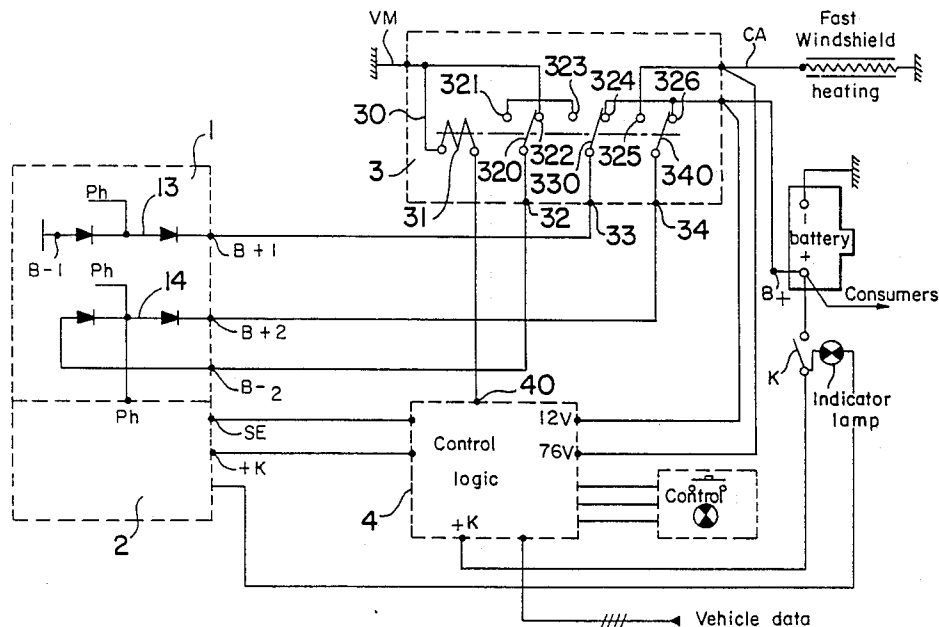 VM
CA
Fast
Windshield
heating
321
323
324
326
30
3
31
320
322
330
325
340
32
33
34
1
Ph
13
B-1
B+1
Ph
14
B+2
B-2
Ph
SE
+K
2
40
Control
logic
12V
76V
4
+K
Control
-
battery
+
B+
Consumers
K
Indicator
lamp
Vehicle data